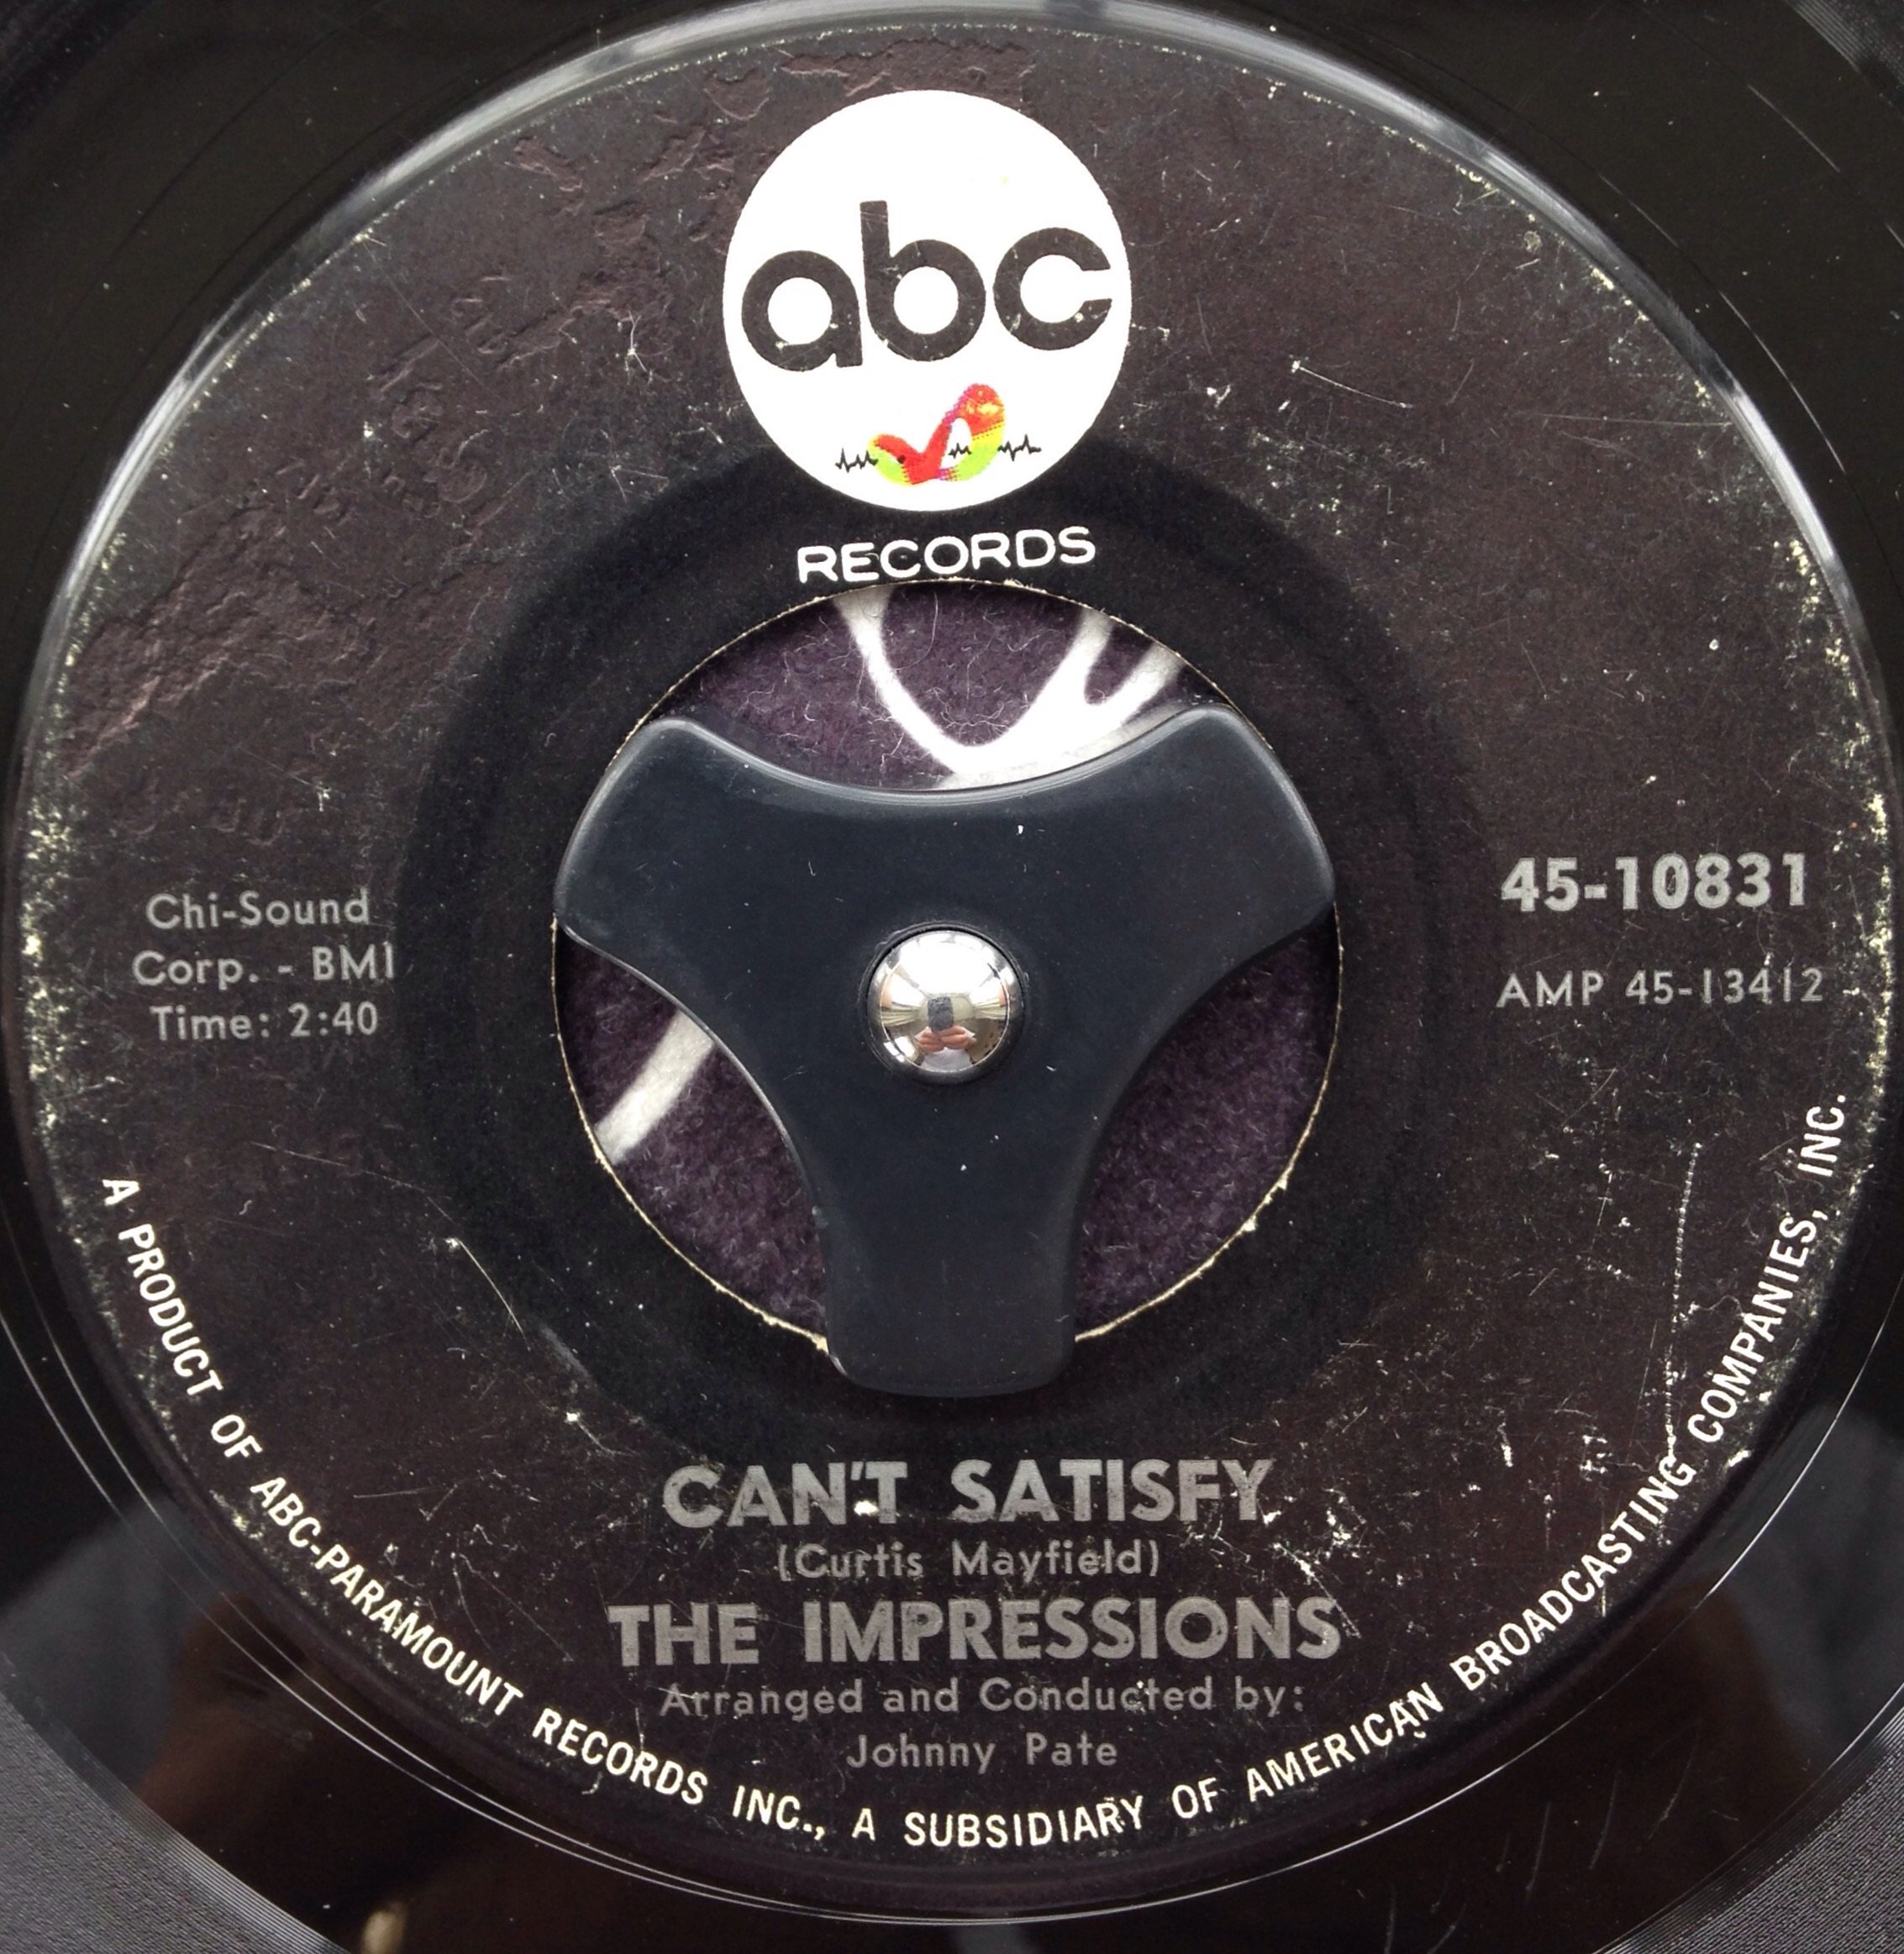 abc
RECORDS
Chi-Sound
Corp. - BMI
Time: 2:40
45-10831
AMP 45-13412
CAN'T SATISFY
(Curtis Mayfield)
THE IMPRESSIONS
Arranged and Conducted by:
Johnny Pate
A PRODUCT OF ABC-PARAMOUNT RECORDS INC., A SUBSIDIARY OF AMERICAN BROADCASTING COMPANIES, INC.